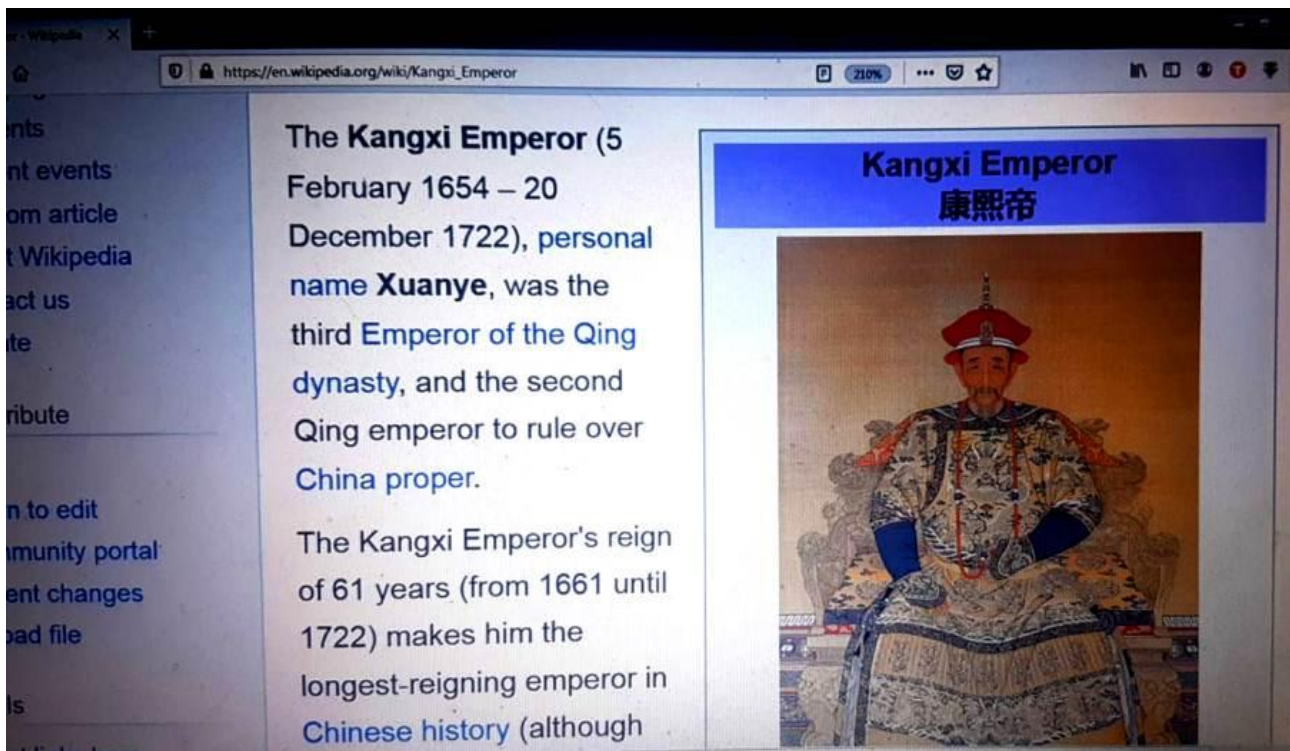 Wikipedia
https://en.wikipedia.org/wiki/Kangxi_Emperor
210%
nt events
om article
Wikipedia
act us
ribute
n to edit
munity portal
ent changes
oad file
The Kangxi Emperor (5
February 1654 – 20
December 1722), personal
name Xuanye, was the
third Emperor of the Qing
dynasty, and the second
Qing emperor to rule over
China proper.
The Kangxi Emperor's reign
of 61 years (from 1661 until
1722) makes him the
longest-reigning emperor in
Chinese history (although
Kangxi Emperor
康熙帝